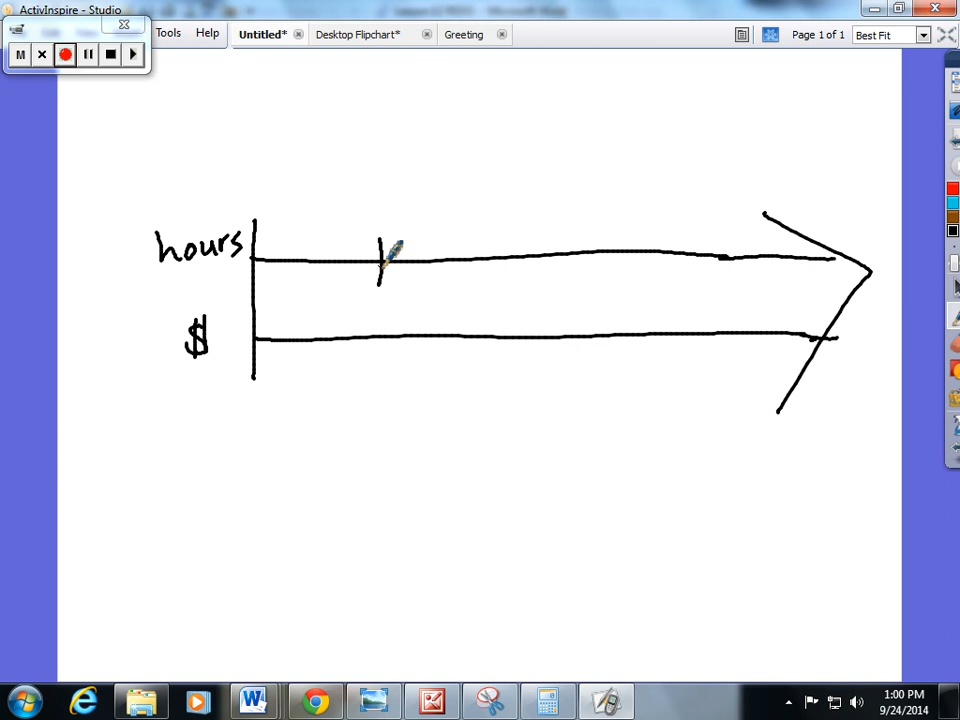 ActivInspire - Studio
Tools Help Untitled* Desktop Flipchart* Greeting Page 1 of 1 Best Fit
M
hours
$
1:00 PM
9/24/2014